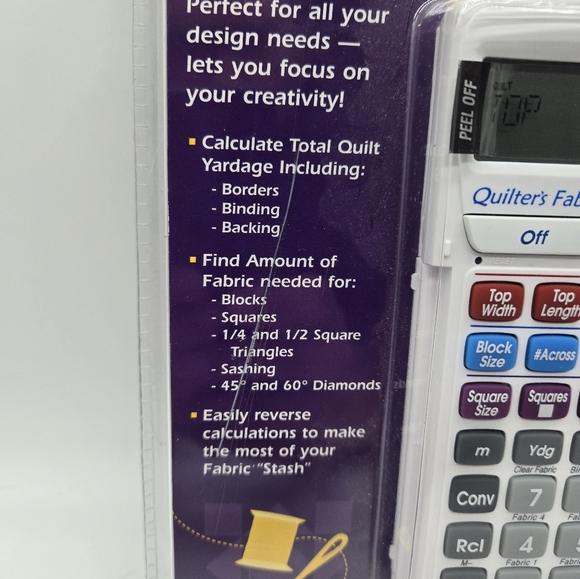 Perfect for all your
design needs —
lets you focus on
your creativity!
Calculate Total Quilt
Yardage Including:
- Borders
- Binding
- Backing
Find Amount of
Fabric needed for:
- Blocks
- Squares
- 1/4 and 1/2 Square
Triangles
- Sashing
- 45° and 60° Diamonds
Easily reverse
calculations to make
the most of your
Fabric "Stash"
PEEL OFF
TOP
Quilter's Fab
Off
Top Width
Top Length
Block Size
#Across
Square Size
Squares
m
Ydg
Clear Fabric
Conv
7
Fabric 4
Rcl
4
M-
Fabric 1